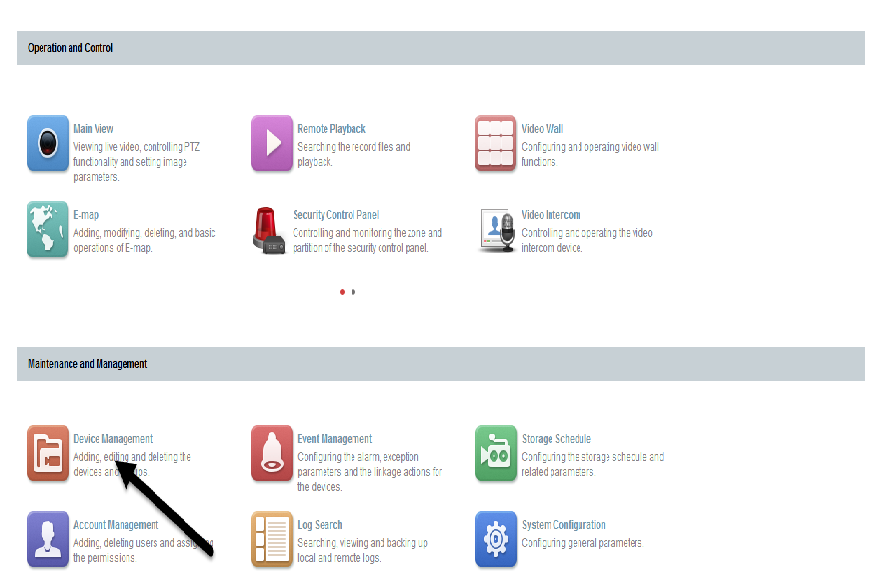 Operation and Control
Main View
Viewing live video, controlling PTZ
functionality and setting image
parameters.
Remote Playback
Searching the record files and
playback.
Video Wall
Configuring and operating video wall
functions.
E-map
Adding, modifying, deleting, and basic
operations of E-map.
Security Control Panel
Controlling and monitoring the zone and
partition of the security control panel.
Video Intercom
Controlling and operating the video
intercom device.
Maintenance and Management
Device Management
Adding, editing and deleting the
devices
Event Management
Configuring the alarm, exception
parameters and the linkage actions for
the devices.
Storage Schedule
Configuring the storage schedule and
related parameters.
Account Management
Adding, deleting users and
the permissions.
Log Search
Searching, viewing and backing up
local and remote logs.
System Configuration
Configuring general parameters.